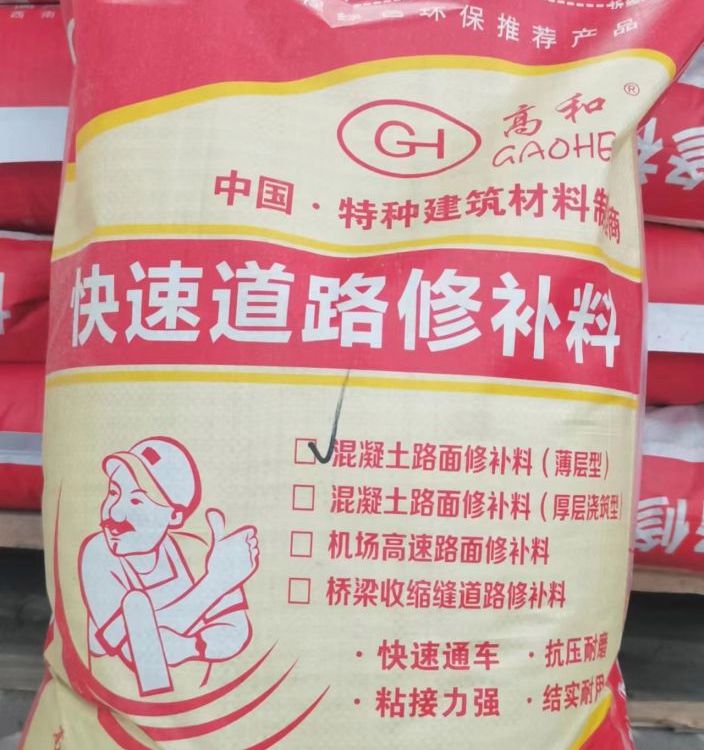 环保推荐产品
GH 高和®
GAOHE
中国·特种建筑材料制造商
快速道路修补料
☑ 混凝土路面修补料(薄层型)
□ 混凝土路面修补料(厚层浇筑型)
□ 机场高速路面修补料
□ 桥梁收缩缝道路修补料
·快速通车 ·抗压耐磨
·粘接力强 ·结实耐